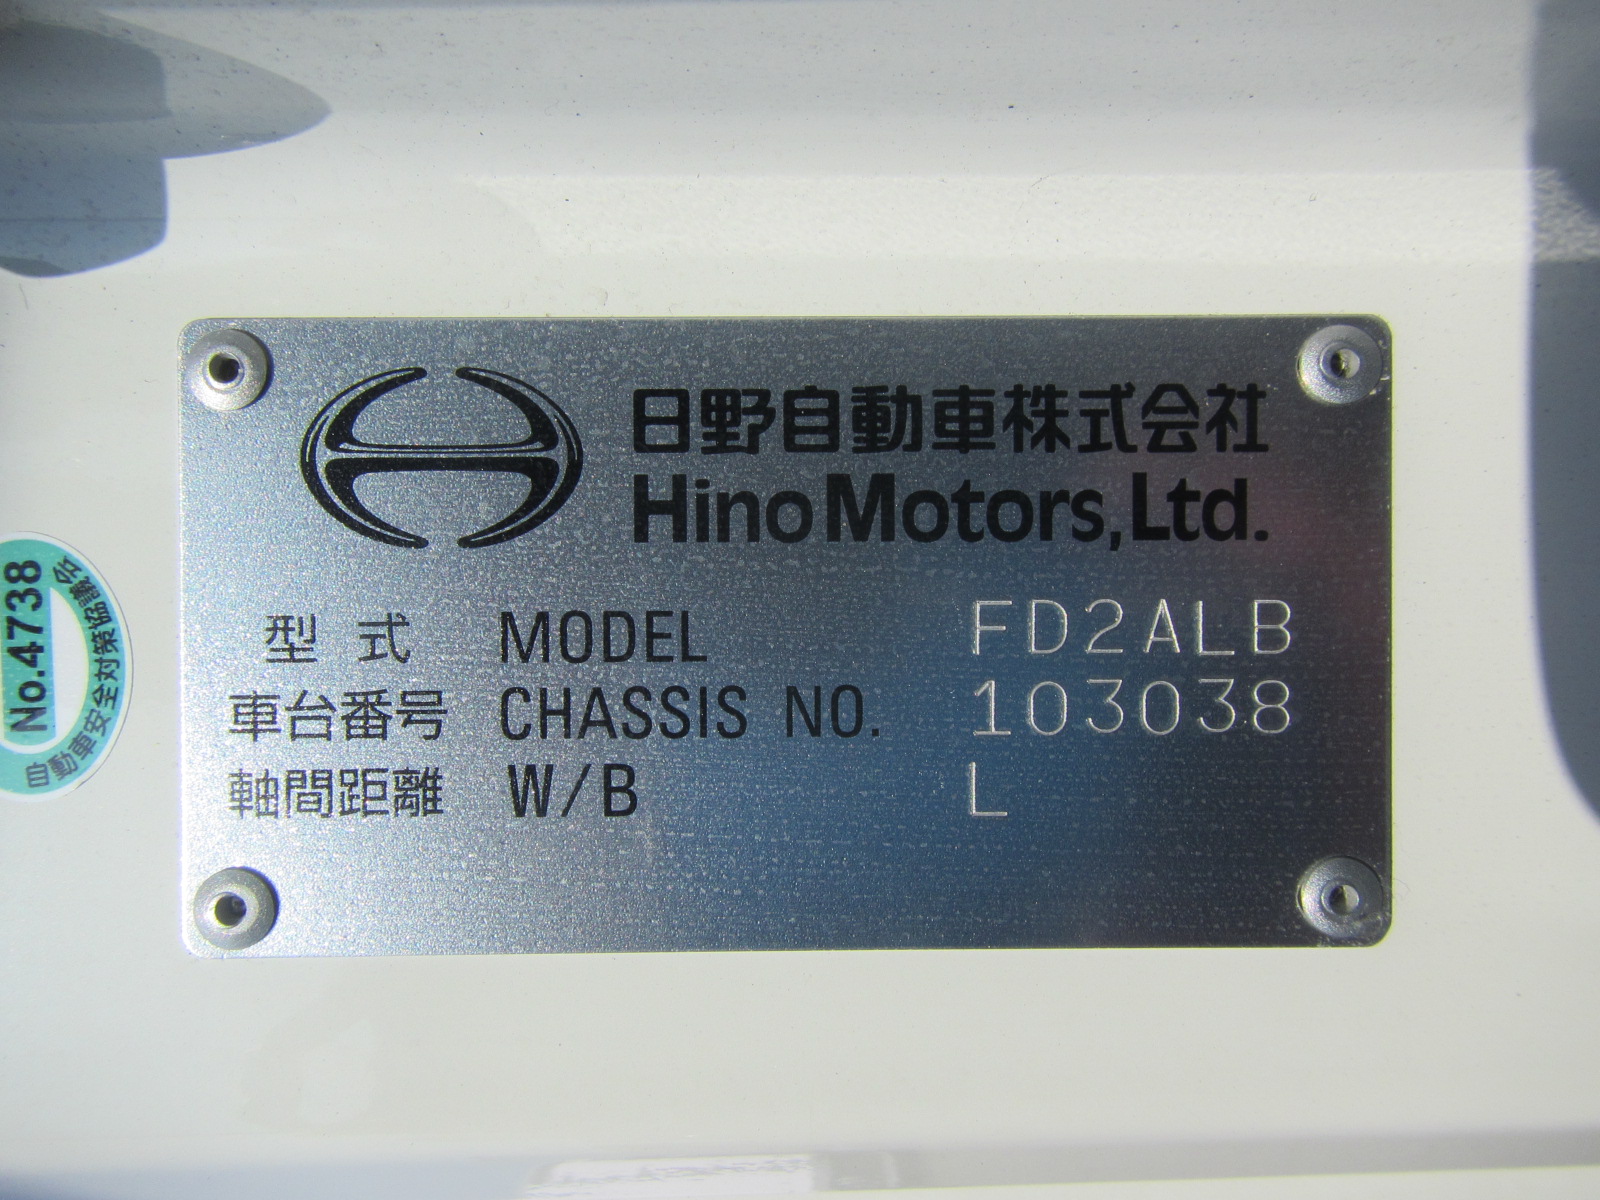 日野自動車株式会社
Hino Motors, Ltd.
型式 MODEL FD2ALB
車台番号 CHASSIS NO. 103038
軸間距離 W/B L
No.4738
自動車安全対策協議会